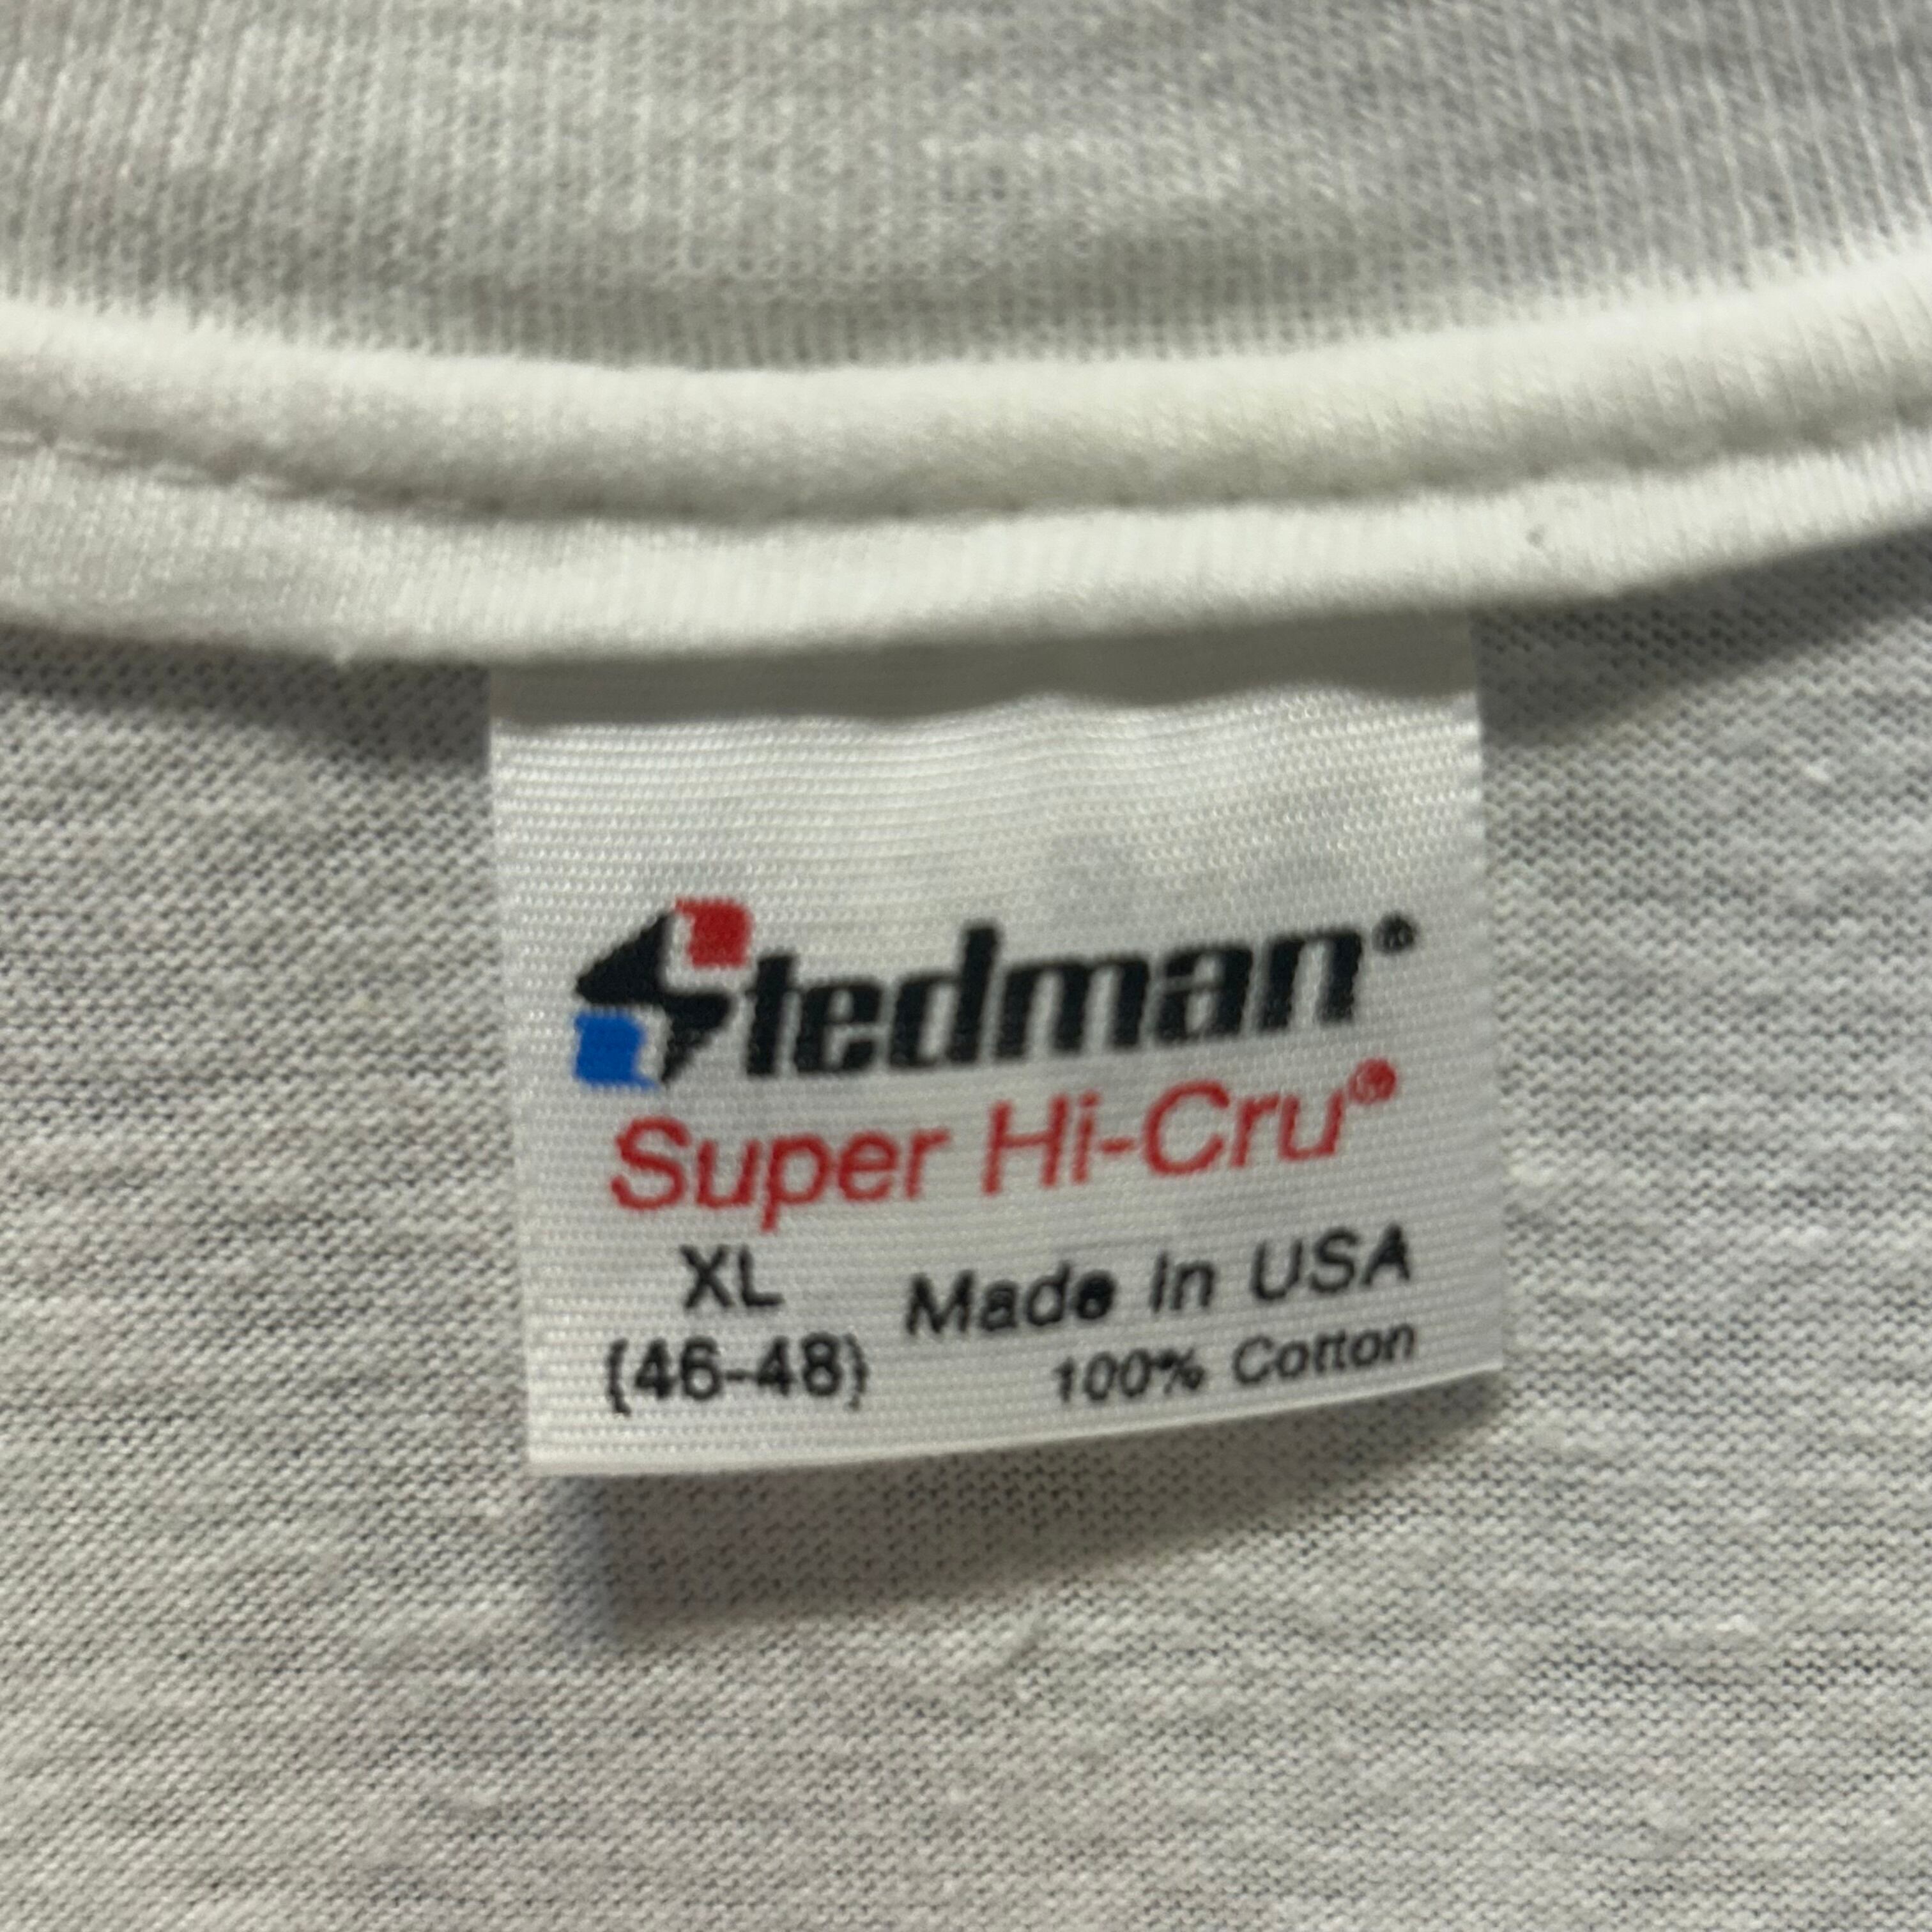 Stedman®
Super Hi-Cru®
XL
(46-48)
Made in USA
100% Cotton